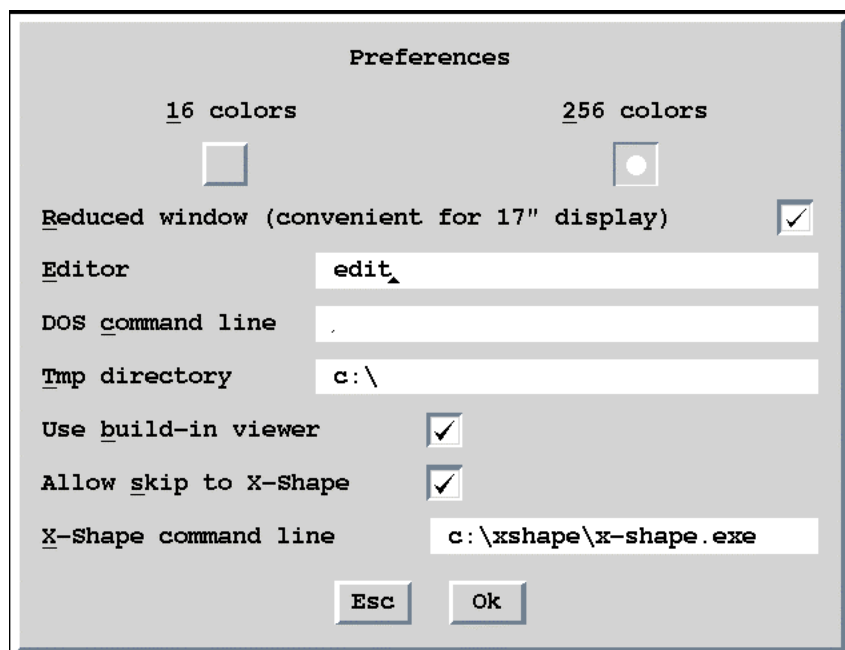 Preferences
16 colors 256 colors
Reduced window (convenient for 17" display)
Editor edit
DOS command line
Tmp directory c:\
Use build-in viewer
Allow skip to X-Shape
X-Shape command line c:\xshape\x-shape.exe
Esc Ok